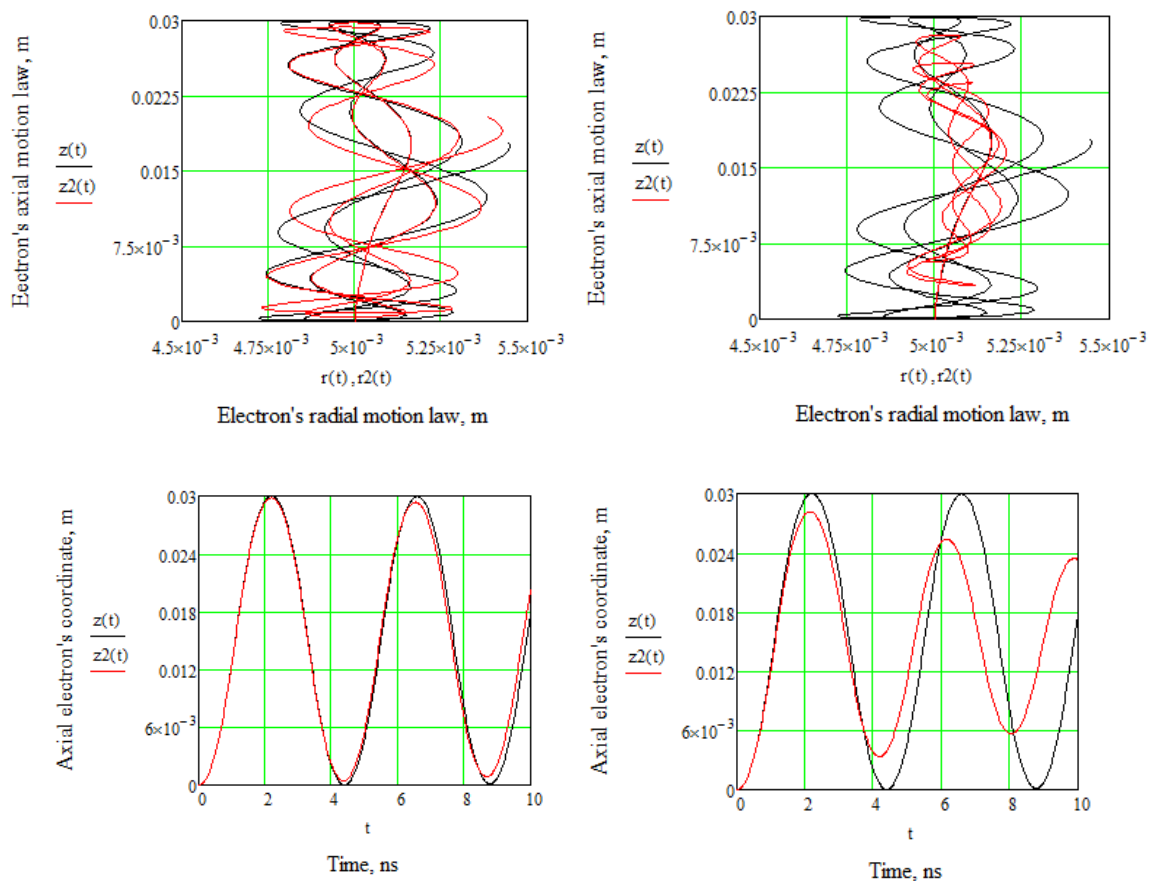 Eectron's axial motion law, m
z(t)
z2(t)
0.03
0.0225
0.015
7.5×10⁻³
0
4.5×10⁻³ 4.75×10⁻³ 5×10⁻³ 5.25×10⁻³ 5.5×10⁻³
r(t),r2(t)
Electron's radial motion law, m
Eectron's axial motion law, m
z(t)
z2(t)
0.03
0.0225
0.015
7.5×10⁻³
0
4.5×10⁻³ 4.75×10⁻³ 5×10⁻³ 5.25×10⁻³ 5.5×10⁻³
r(t),r2(t)
Electron's radial motion law, m
Axial electron's coordinate, m
z(t)
z2(t)
0.03
0.024
0.018
0.012
6×10⁻³
0
0 2 4 6 8 10
t
Time, ns
Axial electron's coordinate, m
z(t)
z2(t)
0.03
0.024
0.018
0.012
6×10⁻³
0
0 2 4 6 8 10
t
Time, ns